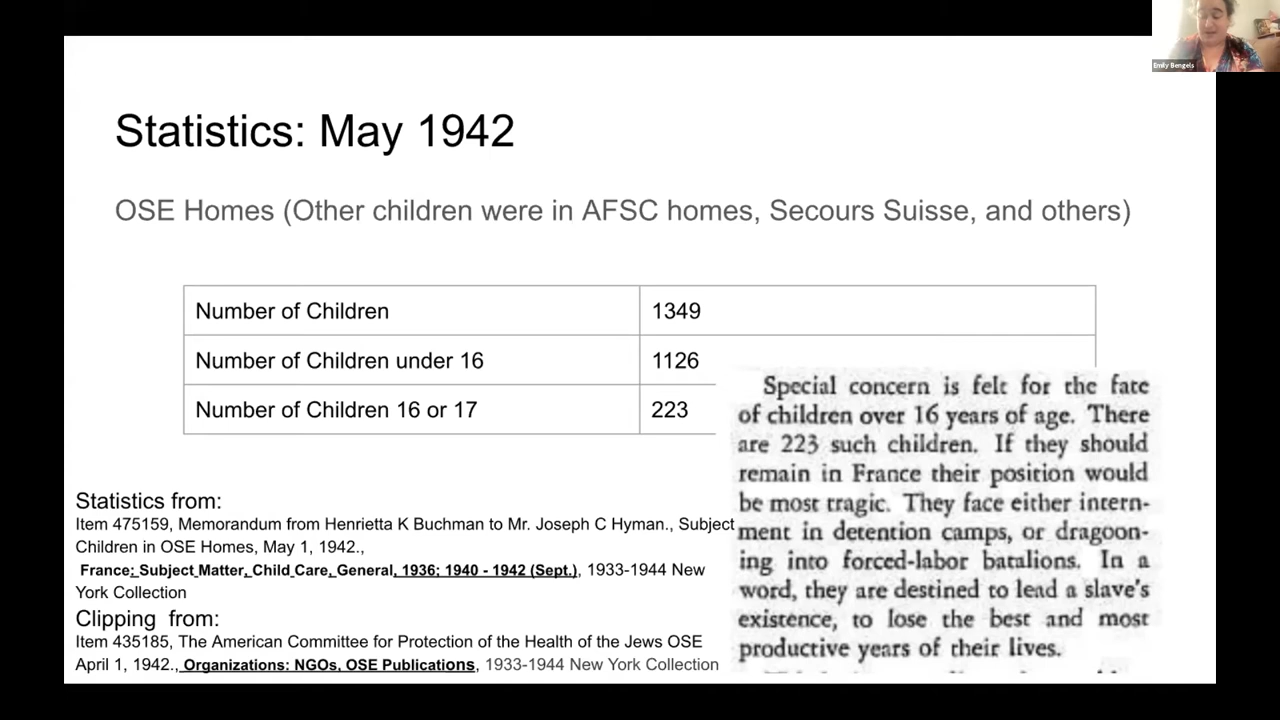 Emily Bengels
Statistics: May 1942
OSE Homes (Other children were in AFSC homes, Secours Suisse, and others)
Number of Children 1349
Number of Children under 16 1126
Number of Children 16 or 17 223
Special concern is felt for the fate
of children over 16 years of age. There
are 223 such children. If they should
remain in France their position would
be most tragic. They face either intern-
ment in detention camps, or dragoon-
ing into forced-labor batalions. In a
word, they are destined to lead a slave's
existence, to lose the best and most
productive years of their lives.
Statistics from:
Item 475159, Memorandum from Henrietta K Buchman to Mr. Joseph C Hyman., Subject
Children in OSE Homes, May 1, 1942.,
France: Subject Matter, Child Care, General, 1936; 1940 - 1942 (Sept.), 1933-1944 New
York Collection
Clipping from:
Item 435185, The American Committee for Protection of the Health of the Jews OSE
April 1, 1942., Organizations: NGOs, OSE Publications, 1933-1944 New York Collection